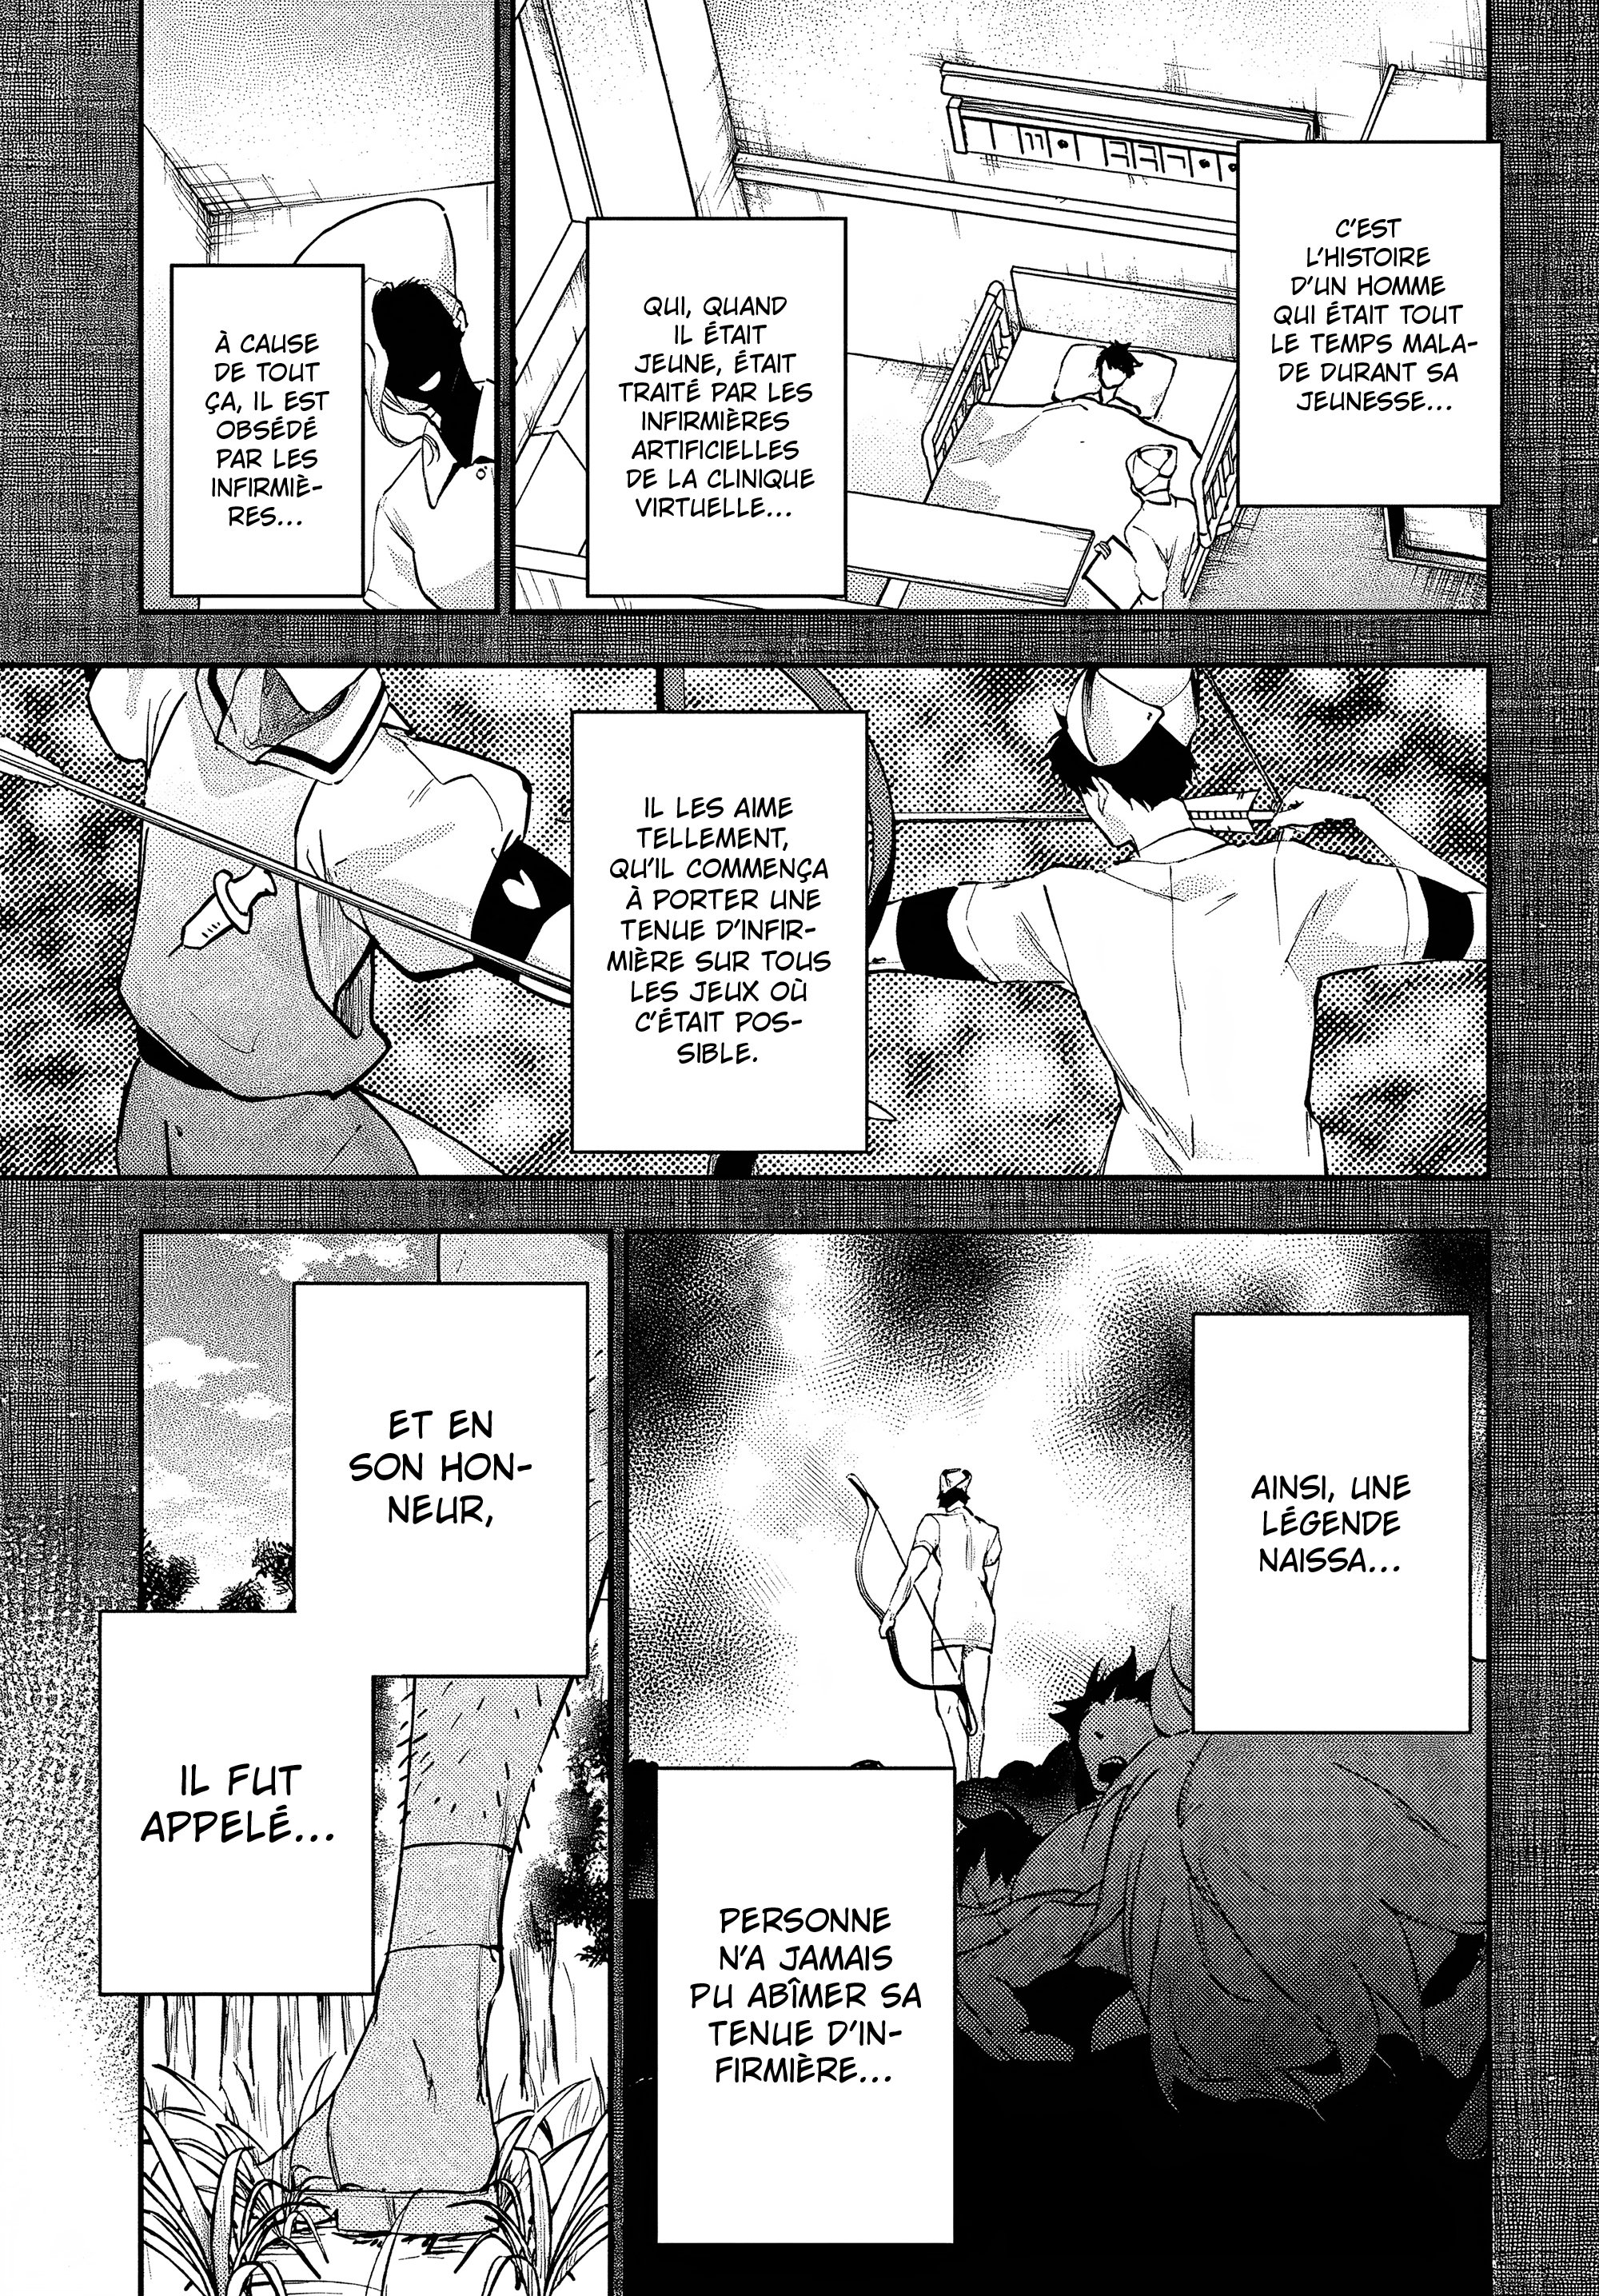 C'EST
L'HISTOIRE
D'UN HOMME
QUI ÉTAIT TOUT
LE TEMPS MALA-
DE DURANT SA
JEUNESSE...
QUI, QUAND
IL ÉTAIT
JEUNE, ÉTAIT
TRAITÉ PAR LES
INFIRMIÈRES
ARTIFICIELLES
DE LA CLINIQUE
VIRTUELLE...
À CAUSE
DE TOUT
ÇA, IL EST
OBSÉDÉ
PAR LES
INFIRMIÈ-
RES...
IL LES AIME
TELLEMENT,
QU'IL COMMENÇA
À PORTER UNE
TENUE D'INFIR-
MIÈRE SUR TOUS
LES JEUX OÙ
C'ÉTAIT POS-
SIBLE.
AINSI, UNE
LÉGENDE
NAISSA...
PERSONNE
N'A JAMAIS
PU ABÎMER SA
TENUE D'IN-
FIRMIÈRE...
ET EN
SON HON-
NEUR,
IL FUT
APPELÉ...